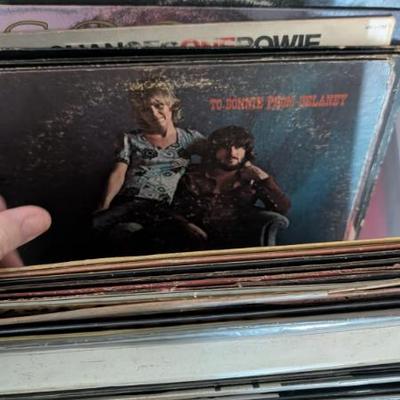 CHANGESONEBOWIE
TO BONNIE FROM DELANEY